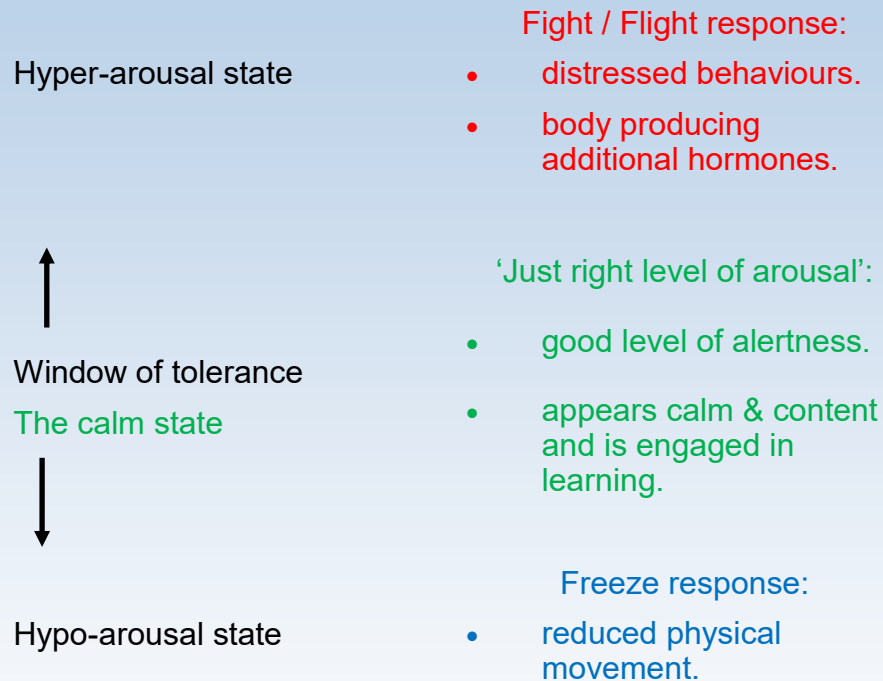 Fight / Flight response:
Hyper-arousal state
• distressed behaviours.
• body producing
additional hormones.
‘Just right level of arousal’:
• good level of alertness.
Window of tolerance
The calm state
• appears calm & content
and is engaged in
learning.
Freeze response:
Hypo-arousal state
• reduced physical
movement.